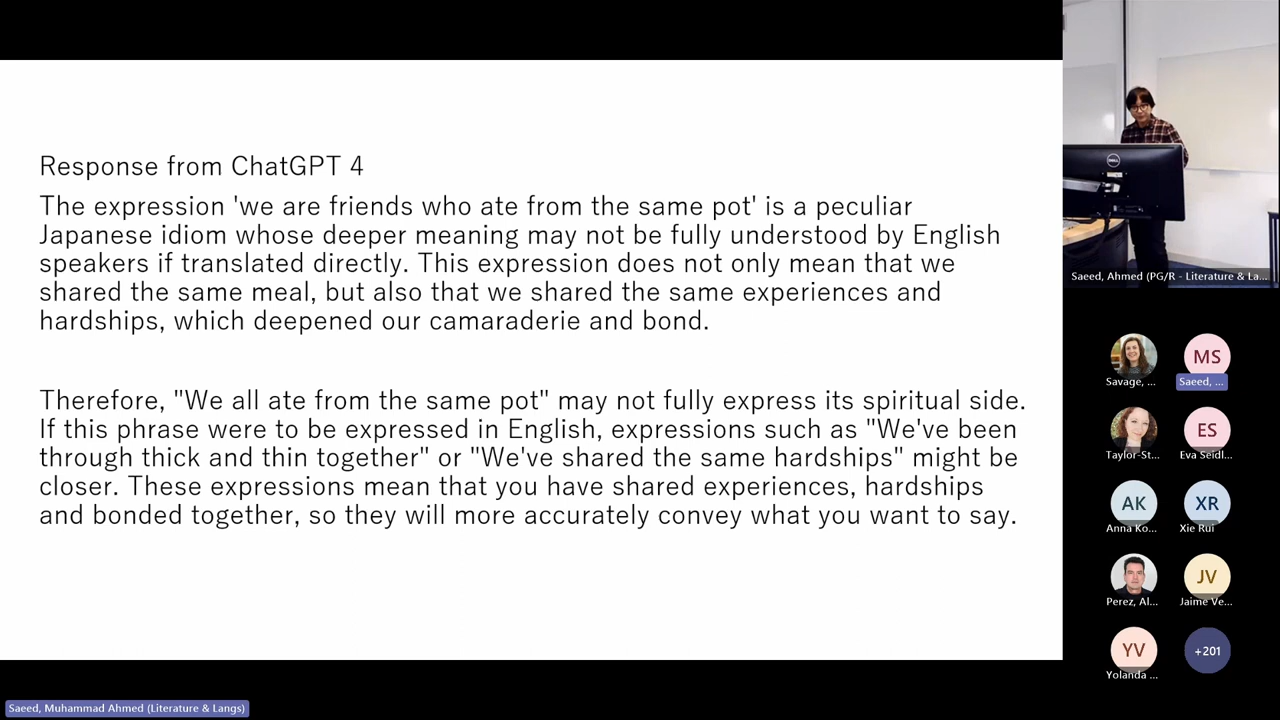 Response from ChatGPT 4
The expression 'we are friends who ate from the same pot' is a peculiar
Japanese idiom whose deeper meaning may not be fully understood by English
speakers if translated directly. This expression does not only mean that we
shared the same meal, but also that we shared the same experiences and
hardships, which deepened our camaraderie and bond.
Therefore, "We all ate from the same pot" may not fully express its spiritual side.
If this phrase were to be expressed in English, expressions such as "We've been
through thick and thin together" or "We've shared the same hardships" might be
closer. These expressions mean that you have shared experiences, hardships
and bonded together, so they will more accurately convey what you want to say.
DELL
Saeed, Ahmed (PG/R - Literature & La...
MS
Savage, ...
Saeed, ...
ES
Taylor-St...
Eva Seidl...
AK
XR
Anna Ko...
Xie Rui
JV
Perez, Al...
Jaime Ve...
YV
+201
Yolanda ...
Saeed, Muhammad Ahmed (Literature & Langs)